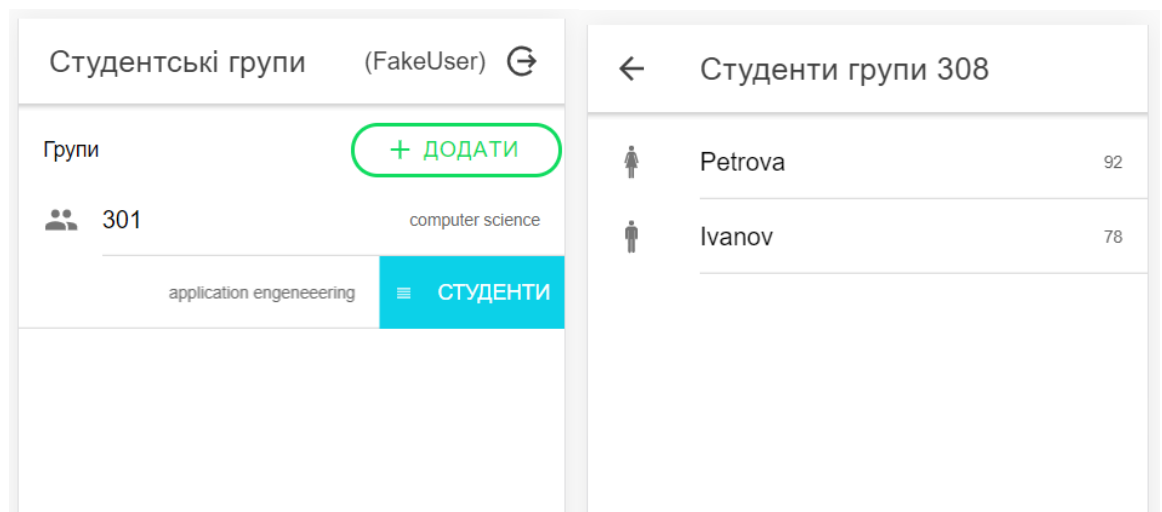 Студентські групи (FakeUser)
Групи + ДОДАТИ
301 computer science
application engeneeering СТУДЕНТИ
Студенти групи 308
Petrova 92
Ivanov 78